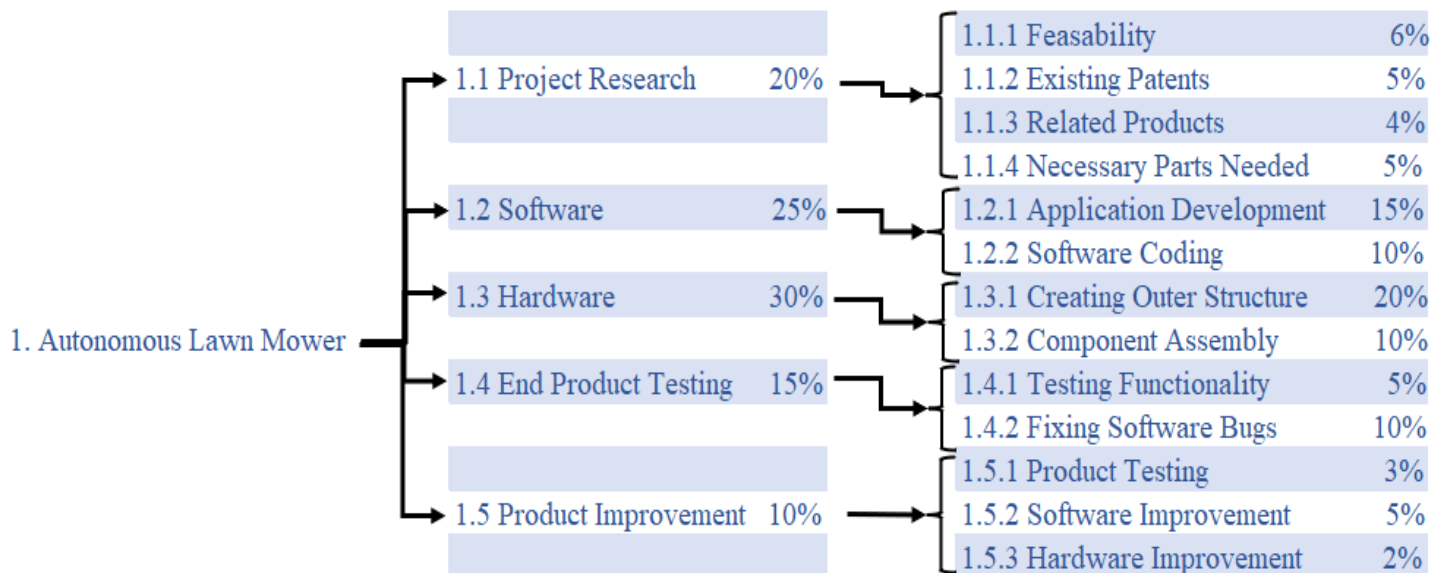 1. Autonomous Lawn Mower
1.1 Project Research 20%
1.1.1 Feasability 6%
1.1.2 Existing Patents 5%
1.1.3 Related Products 4%
1.1.4 Necessary Parts Needed 5%
1.2 Software 25%
1.2.1 Application Development 15%
1.2.2 Software Coding 10%
1.3 Hardware 30%
1.3.1 Creating Outer Structure 20%
1.3.2 Component Assembly 10%
1.4 End Product Testing 15%
1.4.1 Testing Functionality 5%
1.4.2 Fixing Software Bugs 10%
1.5 Product Improvement 10%
1.5.1 Product Testing 3%
1.5.2 Software Improvement 5%
1.5.3 Hardware Improvement 2%